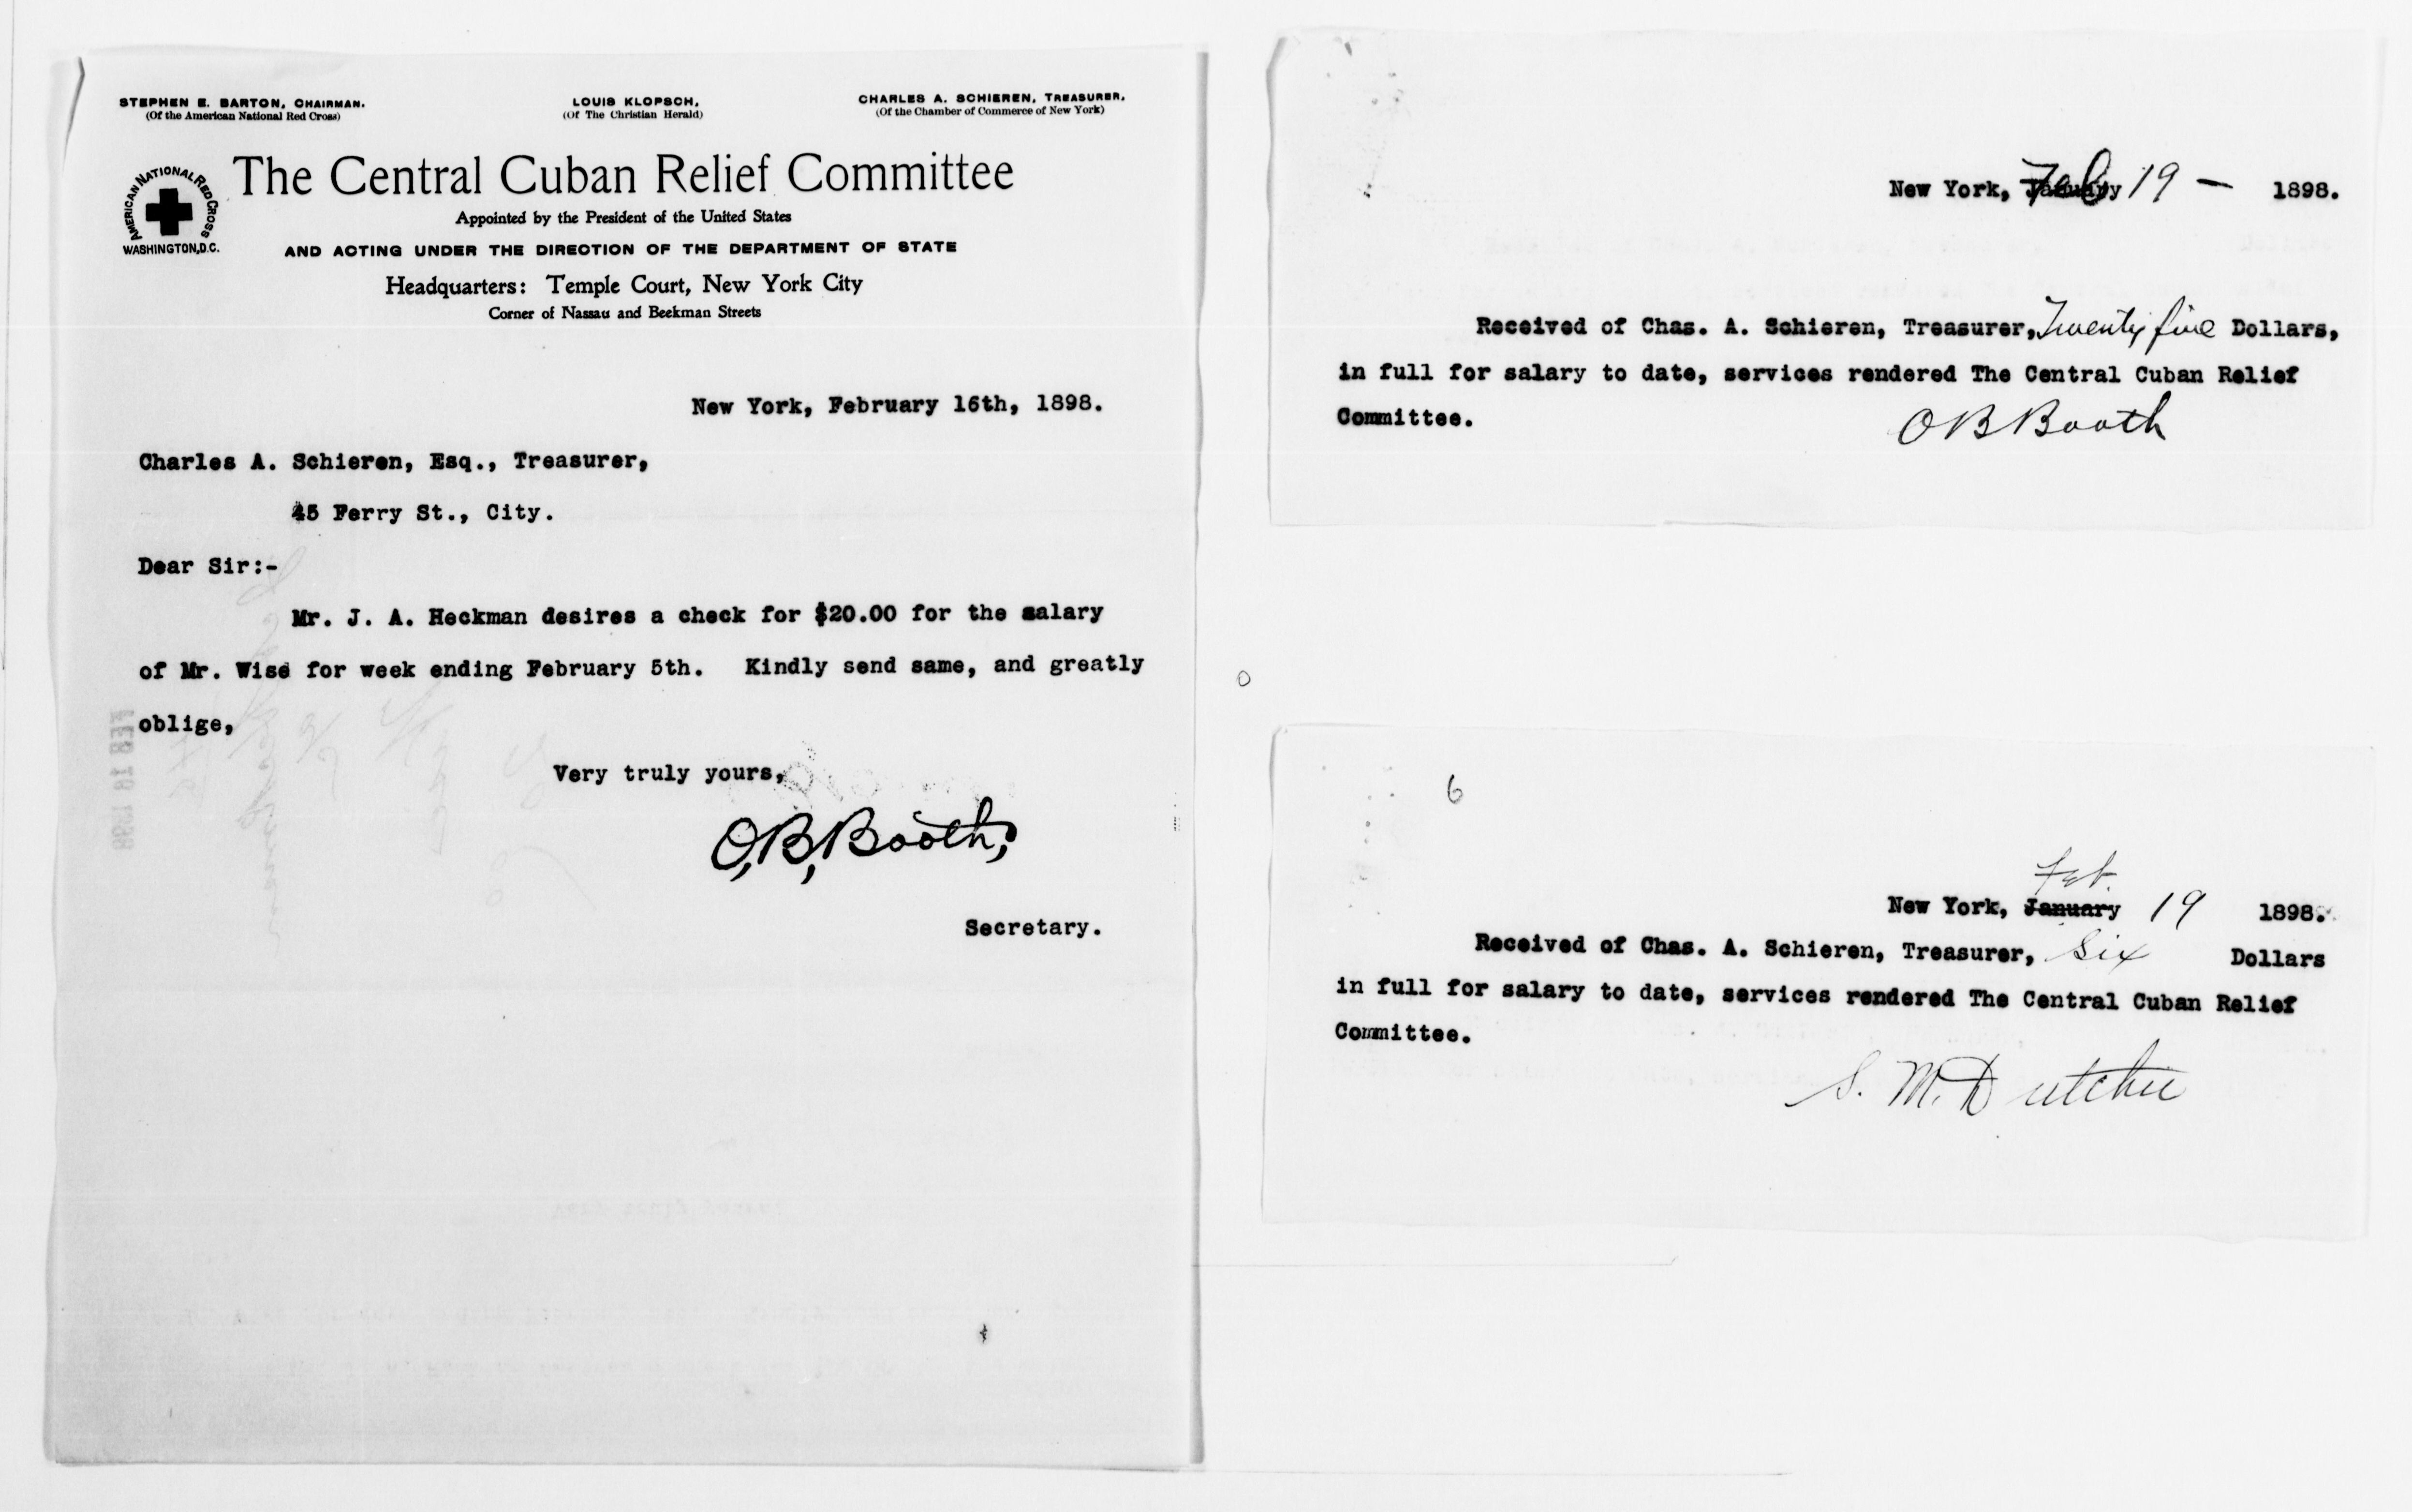 STEPHEN E. BARTON, CHAIRMAN.
(Of the American National Red Cross)
LOUIS KLOPSCH,
(Of The Christian Herald)
CHARLES A. SCHIEREN, TREASURER,
(Of the Chamber of Commerce of New York)
AMERICAN NATIONAL RED CROSS
WASHINGTON, D.C.
The Central Cuban Relief Committee
Appointed by the President of the United States
AND ACTING UNDER THE DIRECTION OF THE DEPARTMENT OF STATE
Headquarters: Temple Court, New York City
Corner of Nassau and Beekman Streets
New York, February 16th, 1898.
Charles A. Schieren, Esq., Treasurer,
45 Ferry St., City.
Dear Sir:-
Mr. J. A. Heckman desires a check for $20.00 for the salary
of Mr. Wise for week ending February 5th. Kindly send same, and greatly
oblige,
Very truly yours,
O. B. Booth,
Secretary.
FEB 18 1898
New York, January Feb 19 - 1898.
Received of Chas. A. Schieren, Treasurer, Twenty five Dollars,
in full for salary to date, services rendered The Central Cuban Relief
Committee.
O B Booth
6
Feb.
New York, January 19 1898.
Received of Chas. A. Schieren, Treasurer, Six Dollars
in full for salary to date, services rendered The Central Cuban Relief
Committee.
S. M.